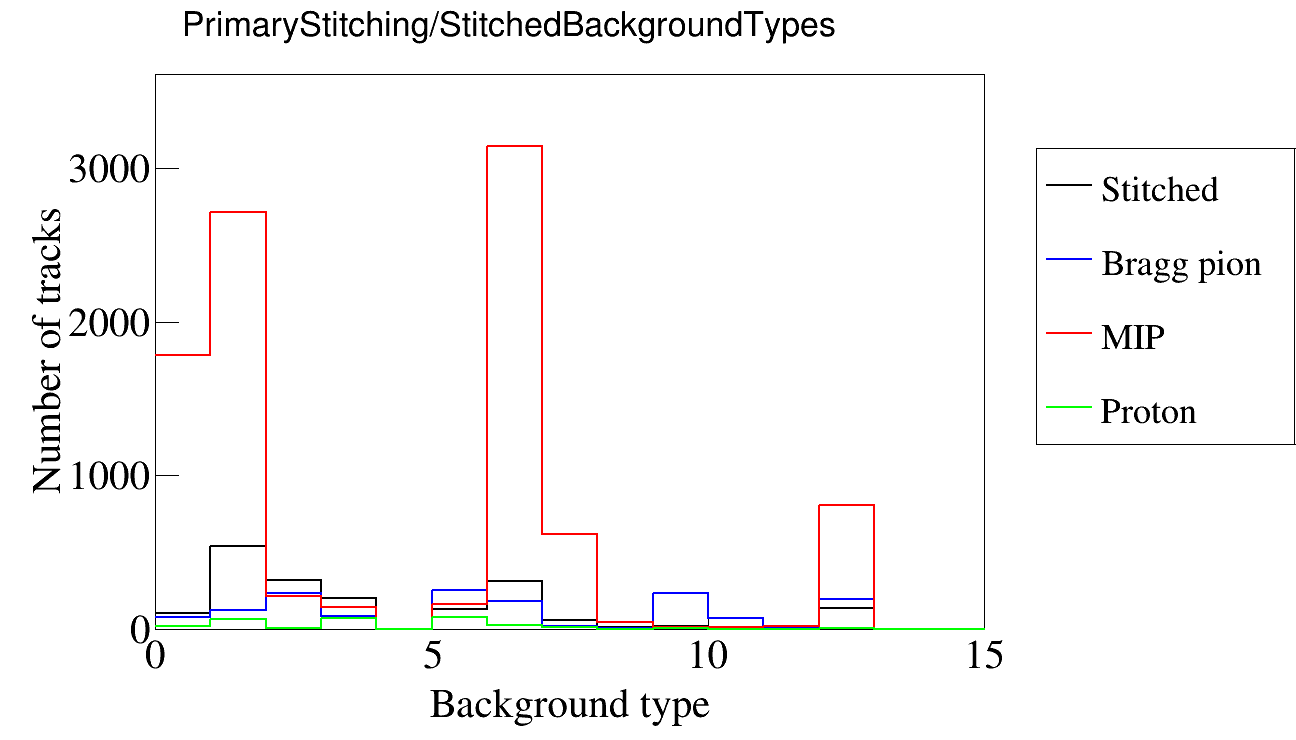 PrimaryStitching/StitchedBackgroundTypes
Number of tracks
3000
2000
1000
0
0 5 10 15
Background type
Stitched
Bragg pion
MIP
Proton